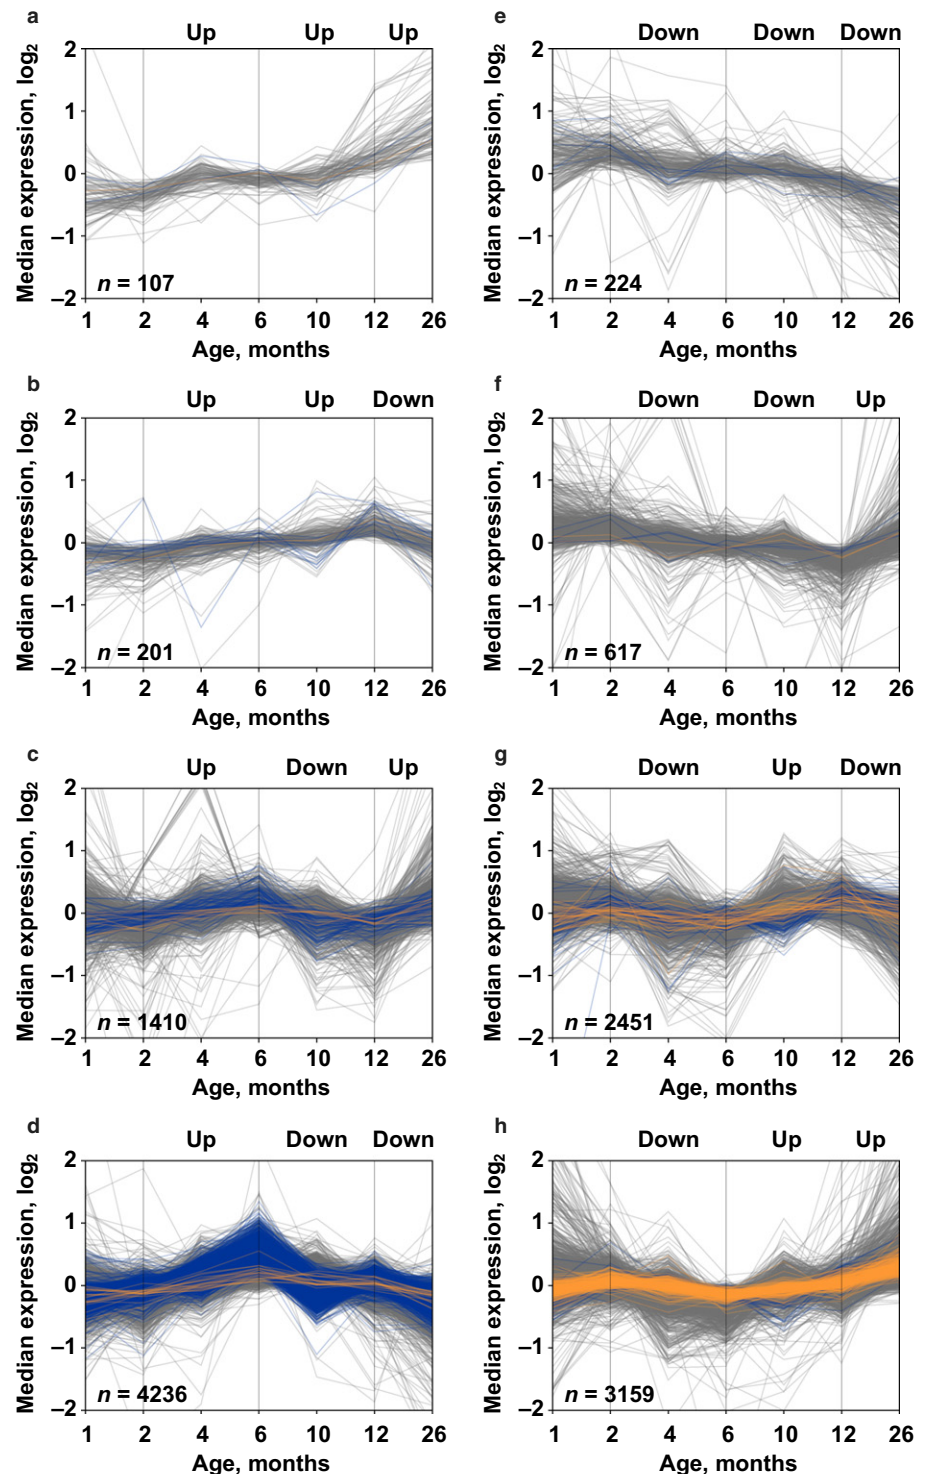 a
Up Up Up
Median expression, log2
2
1
0
–1
–2
n = 107
1 2 4 6 10 12 26
Age, months
b
Up Up Down
Median expression, log2
2
1
0
–1
–2
n = 201
1 2 4 6 10 12 26
Age, months
c
Up Down Up
Median expression, log2
2
1
0
–1
–2
n = 1410
1 2 4 6 10 12 26
Age, months
d
Up Down Down
Median expression, log2
2
1
0
–1
–2
n = 4236
1 2 4 6 10 12 26
Age, months
e
Down Down Down
Median expression, log2
2
1
0
–1
–2
n = 224
1 2 4 6 10 12 26
Age, months
f
Down Down Up
Median expression, log2
2
1
0
–1
–2
n = 617
1 2 4 6 10 12 26
Age, months
g
Down Up Down
Median expression, log2
2
1
0
–1
–2
n = 2451
1 2 4 6 10 12 26
Age, months
h
Down Up Up
Median expression, log2
2
1
0
–1
–2
n = 3159
1 2 4 6 10 12 26
Age, months